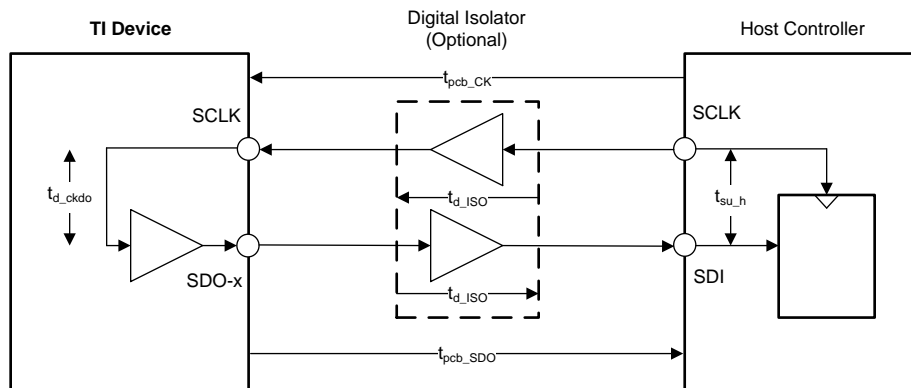 TI Device
Digital Isolator
(Optional)
Host Controller
t_pcb_CK
SCLK
SCLK
t_d_ckdo
t_d_ISO
t_su_h
SDO-x
SDI
t_d_ISO
t_pcb_SDO